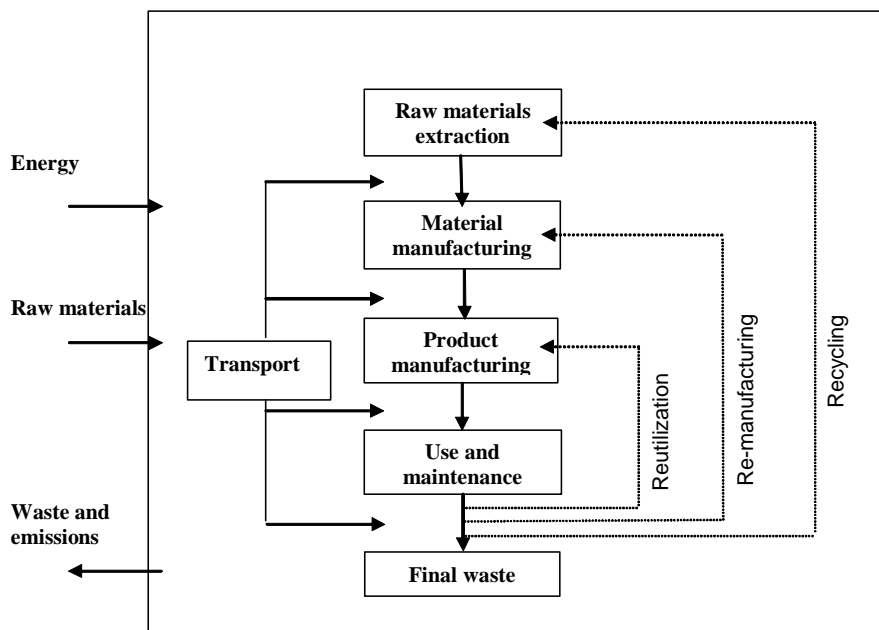 Raw materials
extraction
Energy
Material
manufacturing
Raw materials
Product
manufacturing
Transport
Use and
maintenance
Waste and
emissions
Final waste
Reutilization
Re-manufacturing
Recycling